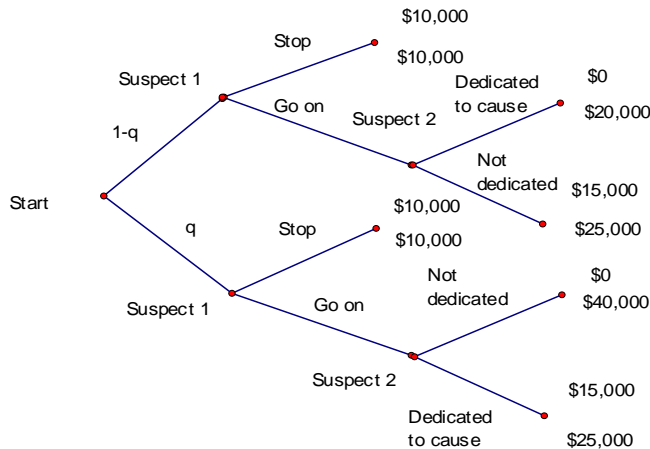 $10,000
Stop
$10,000
Suspect 1
Dedicated
to cause
$0
Go on
Suspect 2
$20,000
1-q
Not
dedicated
$15,000
Start
$10,000
q
Stop
$25,000
$10,000
Not
dedicated
$0
Suspect 1
Go on
$40,000
Suspect 2
$15,000
Dedicated
to cause
$25,000